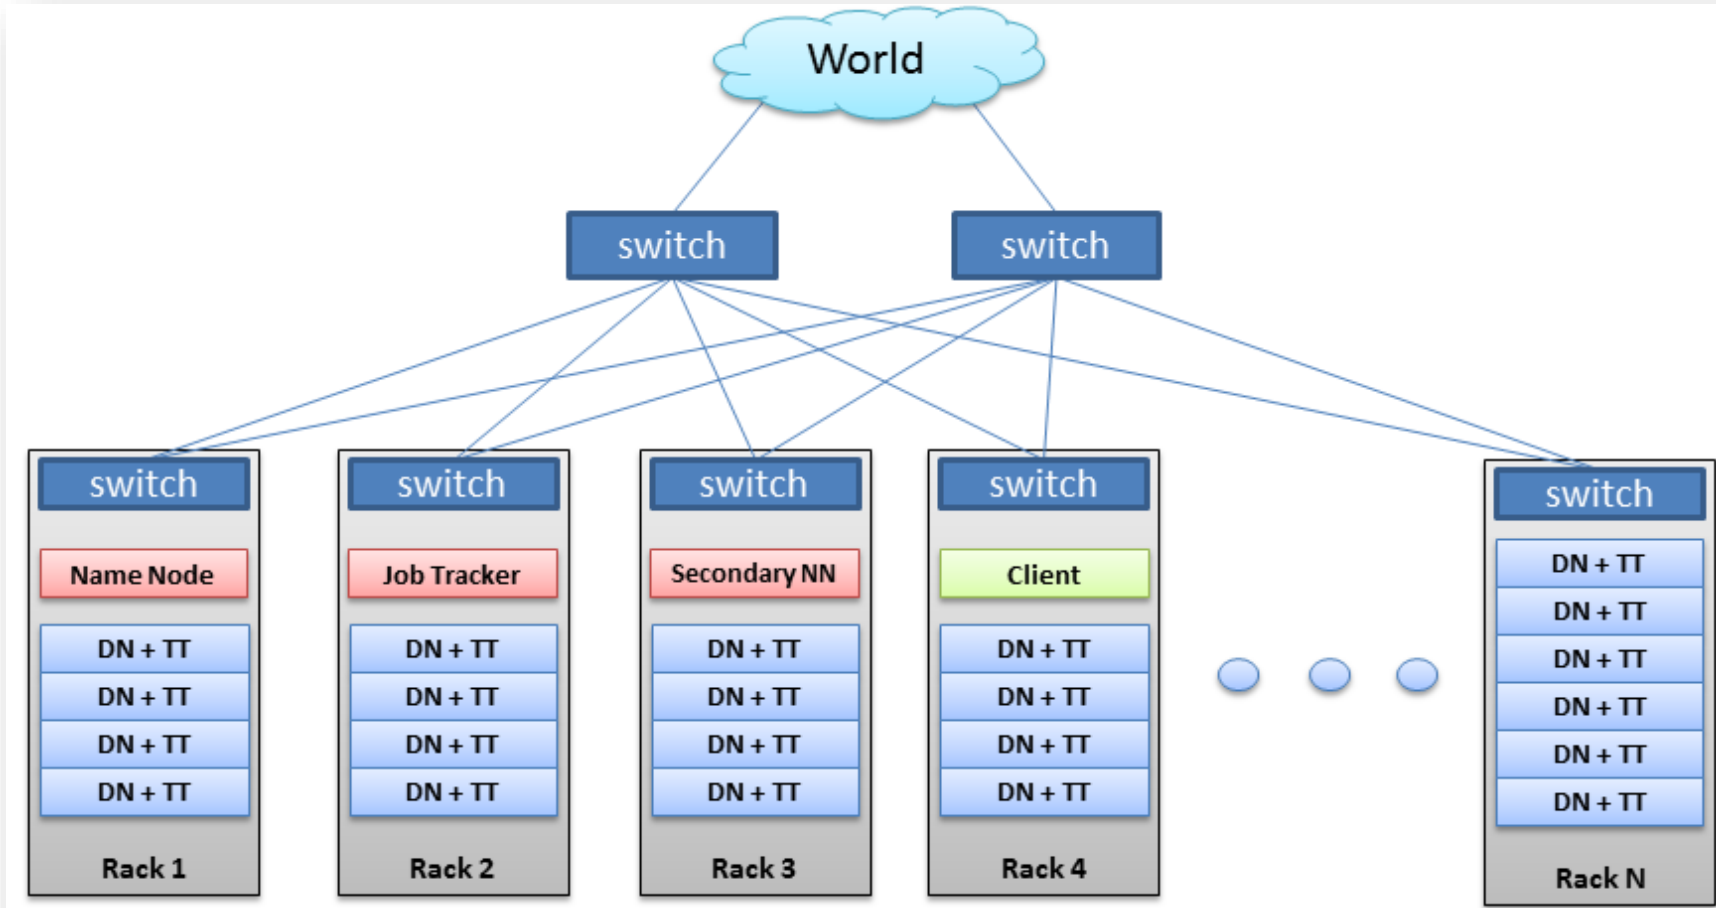 World
switch
switch
switch
Name Node
DN + TT
DN + TT
DN + TT
DN + TT
Rack 1
switch
Job Tracker
DN + TT
DN + TT
DN + TT
DN + TT
Rack 2
switch
Secondary NN
DN + TT
DN + TT
DN + TT
DN + TT
Rack 3
switch
Client
DN + TT
DN + TT
DN + TT
DN + TT
Rack 4
switch
DN + TT
DN + TT
DN + TT
DN + TT
DN + TT
DN + TT
Rack N